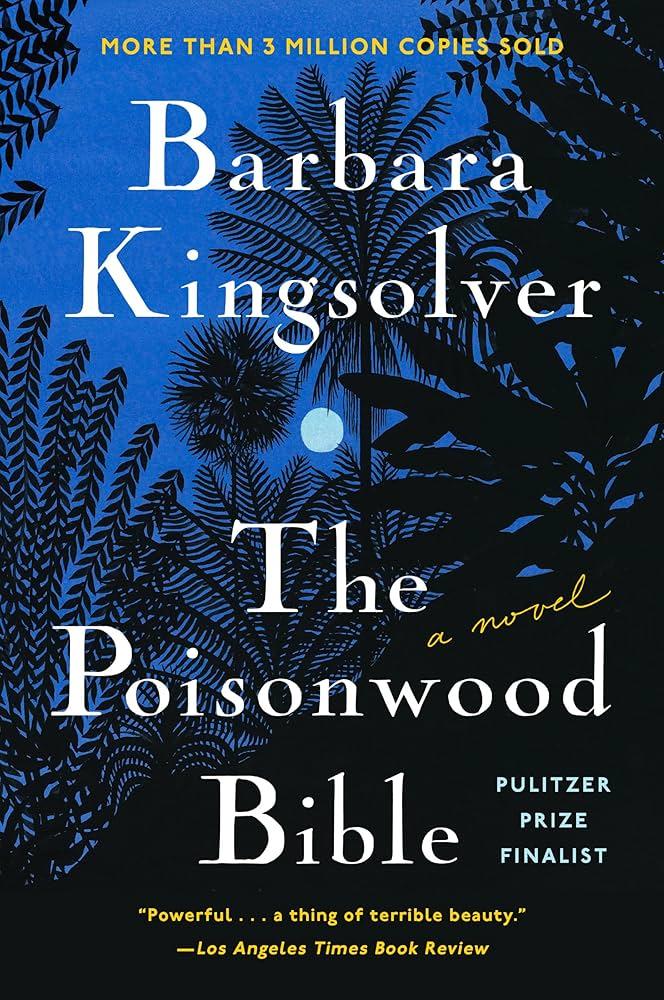 MORE THAN 3 MILLION COPIES SOLD
Barbara
Kingsolver
The
a novel
Poisonwood
Bible
PULITZER
PRIZE
FINALIST
“Powerful . . . a thing of terrible beauty.”
—Los Angeles Times Book Review